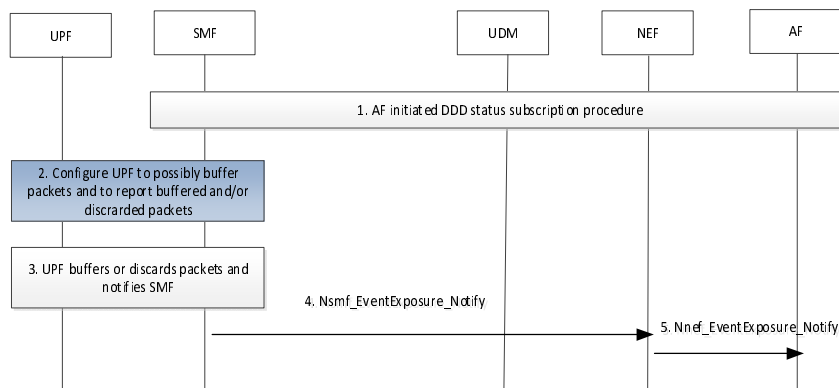 UPF
SMF
UDM
NEF
AF
1. AF initiated DDD status subscription procedure
2. Configure UPF to possibly buffer
packets and to report buffered and/or
discrarded packets
3. UPF buffers or discards packets and
notifies SMF
4. Nsmf_EventExposure_Notify
5. Nnef_EventExposure_Notify